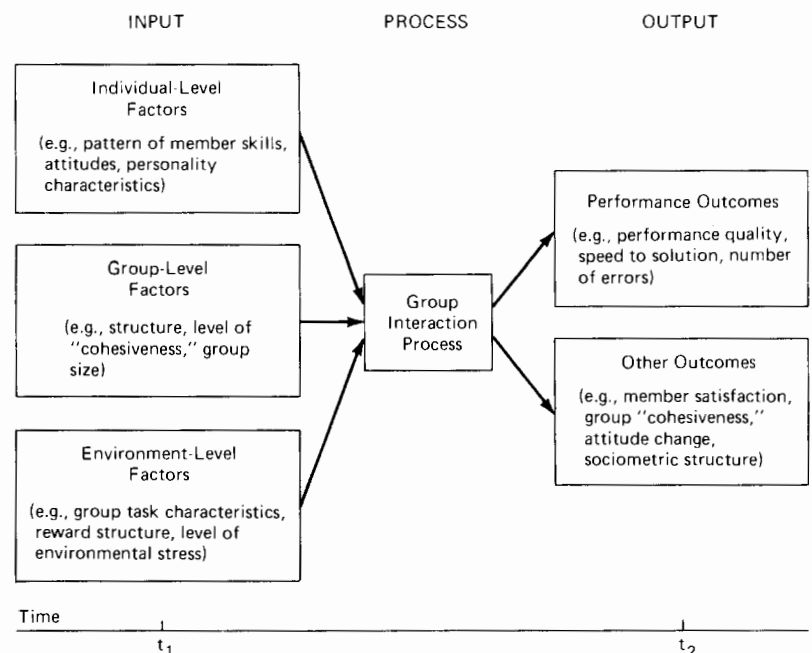 INPUT
PROCESS
OUTPUT
Individual-Level
Factors
(e.g., pattern of member skills,
attitudes, personality
characteristics)
Group-Level
Factors
(e.g., structure, level of
"cohesiveness," group
size)
Environment-Level
Factors
(e.g., group task characteristics,
reward structure, level of
environmental stress)
Group
Interaction
Process
Performance Outcomes
(e.g., performance quality,
speed to solution, number
of errors)
Other Outcomes
(e.g., member satisfaction,
group "cohesiveness,"
attitude change,
sociometric structure)
Time
t1
t2